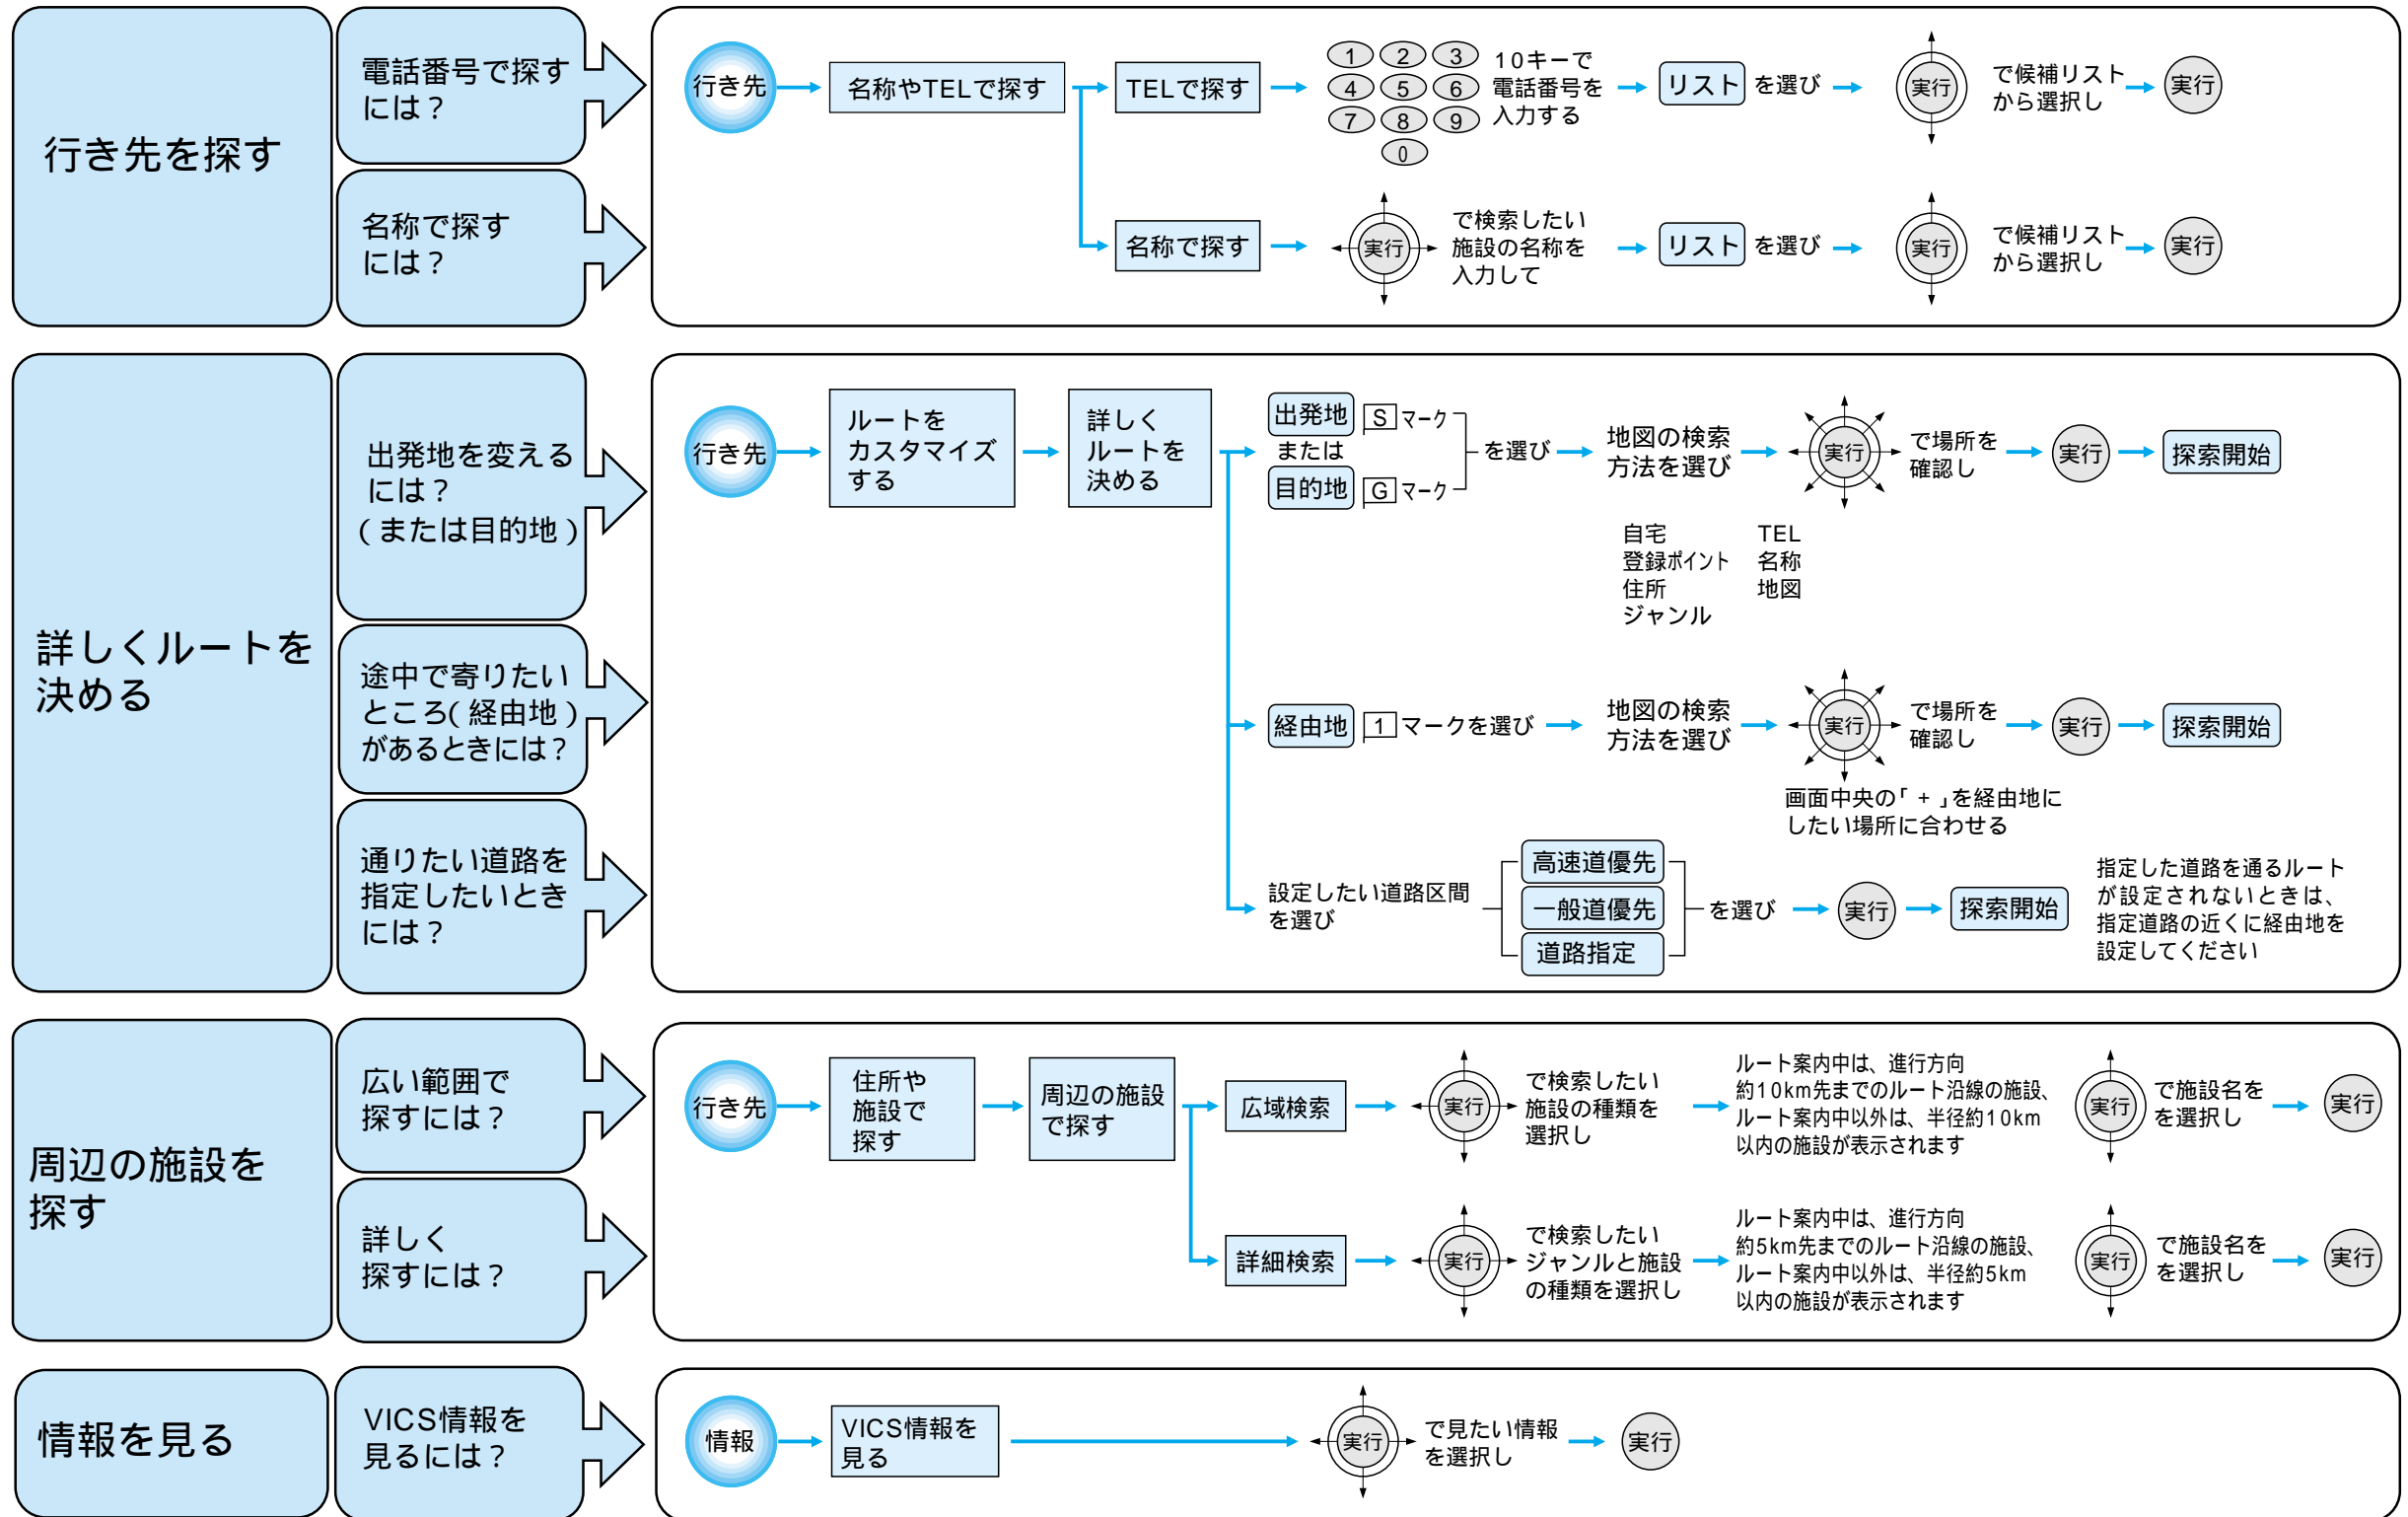 行き先を探す
電話番号で探す
には？
行き先
名称やTELで探す
TELで探す
1 2 3
4 5 6
7 8 9
0
10キーで
電話番号を
入力する
リスト を選び
実行
で候補リスト
から選択し
実行
名称で探す
には？
名称で探す
実行
で検索したい
施設の名称を
入力して
リスト を選び
実行
で候補リスト
から選択し
実行
詳しくルートを
決める
出発地を変える
には？
（または目的地）
行き先
ルートを
カスタマイズ
する
詳しく
ルートを
決める
出発地 S マーク
または
目的地 G マーク
を選び
地図の検索
方法を選び
実行
で場所を
確認し
実行
探索開始
自宅
登録ポイント
住所
ジャンル
TEL
名称
地図
途中で寄りたい
ところ（経由地）
があるときには？
経由地 1 マークを選び
地図の検索
方法を選び
実行
で場所を
確認し
実行
探索開始
画面中央の「＋」を経由地に
したい場所に合わせる
通りたい道路を
指定したいとき
には？
設定したい道路区間
を選び
高速道優先
一般道優先
道路指定
を選び
実行
探索開始
指定した道路を通るルート
が設定されないときは、
指定道路の近くに経由地を
設定してください
周辺の施設を
探す
広い範囲で
探すには？
行き先
住所や
施設で
探す
周辺の施設
で探す
広域検索
実行
で検索したい
施設の種類を
選択し
ルート案内中は、進行方向
約10km先までのルート沿線の施設、
ルート案内中以外は、半径約10km
以内の施設が表示されます
実行
で施設名を
を選択し
実行
詳しく
探すには？
詳細検索
実行
で検索したい
ジャンルと施設
の種類を選択し
ルート案内中は、進行方向
約5km先までのルート沿線の施設、
ルート案内中以外は、半径約5km
以内の施設が表示されます
実行
で施設名を
を選択し
実行
情報を見る
VICS情報を
見るには？
情報
VICS情報を
見る
実行
で見たい情報
を選択し
実行